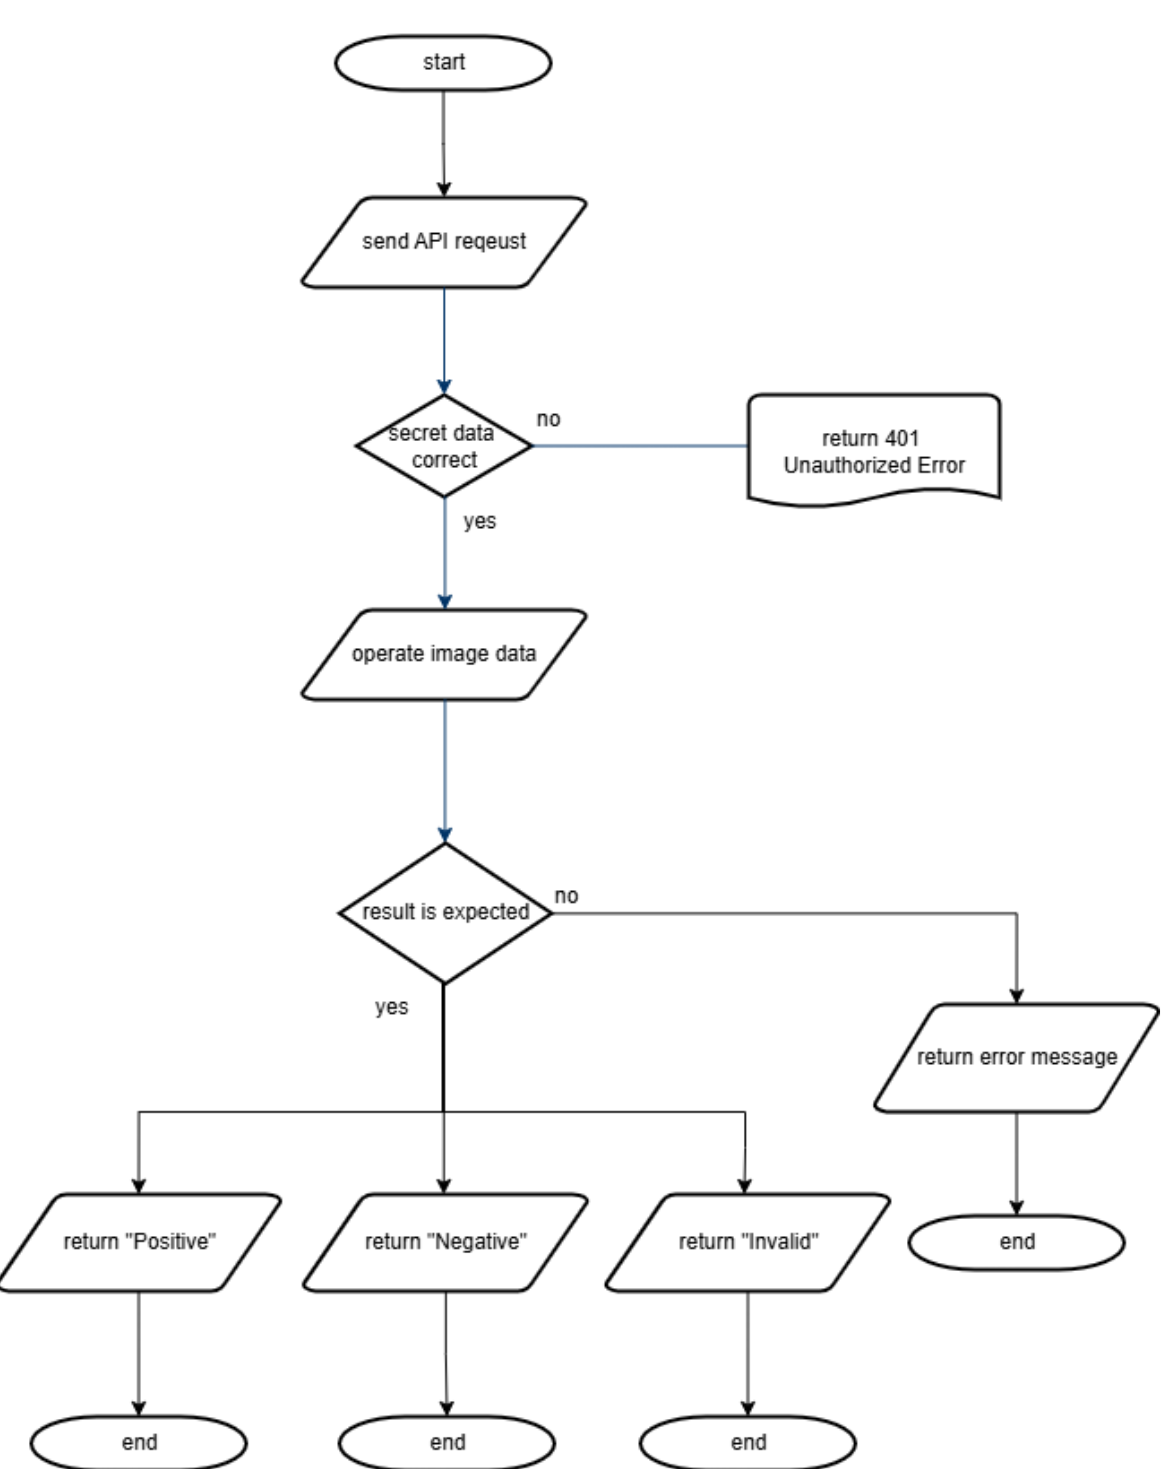 start
send API reqeust
secret data
correct
no
return 401
Unauthorized Error
yes
operate image data
result is expected
no
yes
return error message
return "Positive"
return "Negative"
return "Invalid"
end
end
end
end